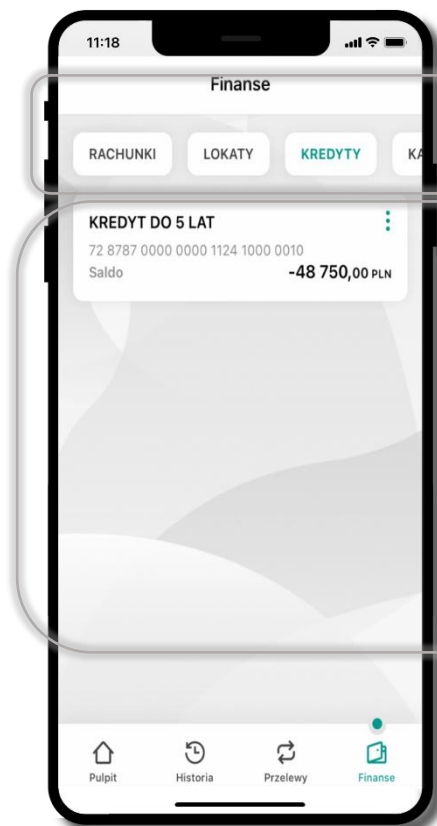 11:18
Finanse
RACHUNKI LOKATY KREDYTY KA
KREDYT DO 5 LAT
72 8787 0000 0000 1124 1000 0010
Saldo -48 750,00 PLN
Pulpit Historia Przelewy Finanse